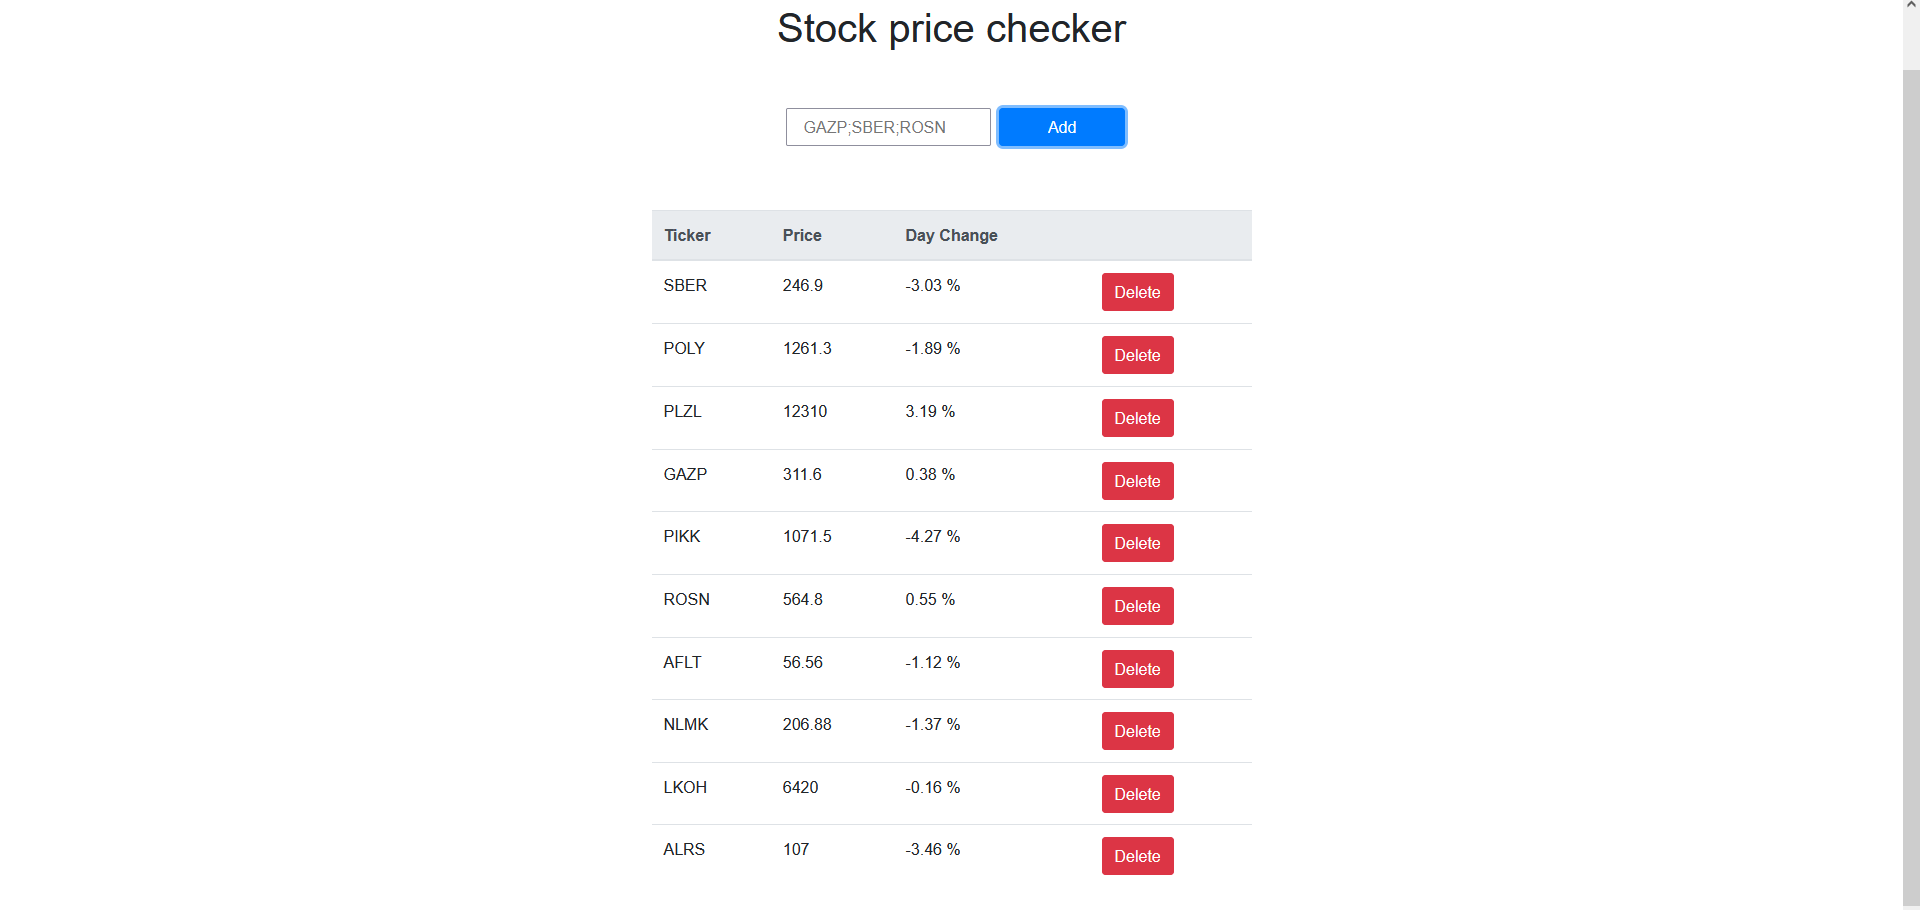 Stock price checker
GAZP;SBER;ROSN Add
Ticker Price Day Change
SBER 246.9 -3.03 % Delete
POLY 1261.3 -1.89 % Delete
PLZL 12310 3.19 % Delete
GAZP 311.6 0.38 % Delete
PIKK 1071.5 -4.27 % Delete
ROSN 564.8 0.55 % Delete
AFLT 56.56 -1.12 % Delete
NLMK 206.88 -1.37 % Delete
LKOH 6420 -0.16 % Delete
ALRS 107 -3.46 % Delete